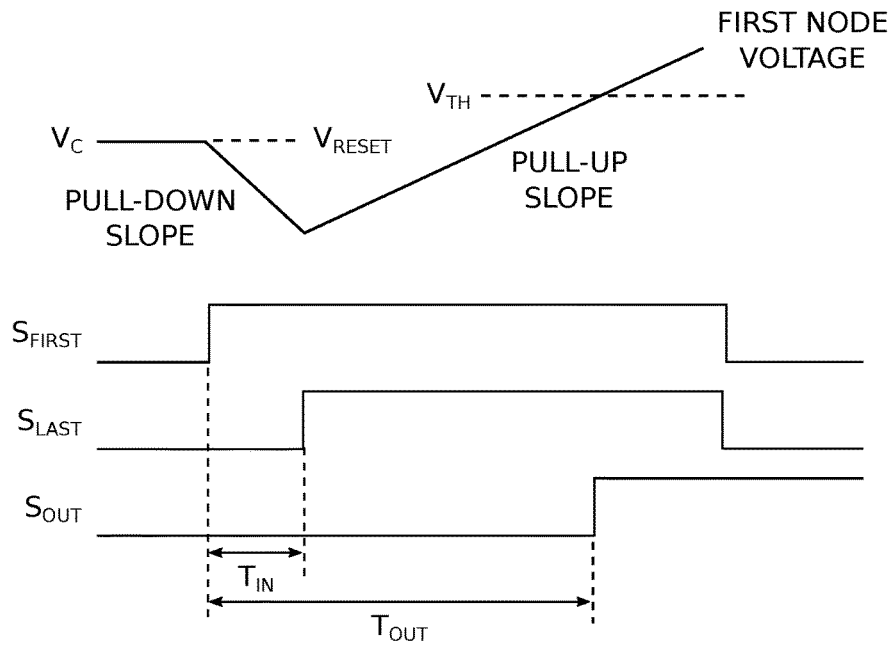 FIRST NODE
VOLTAGE
V_TH
V_C
V_RESET
PULL-UP
SLOPE
PULL-DOWN
SLOPE
S_FIRST
S_LAST
S_OUT
T_IN
T_OUT